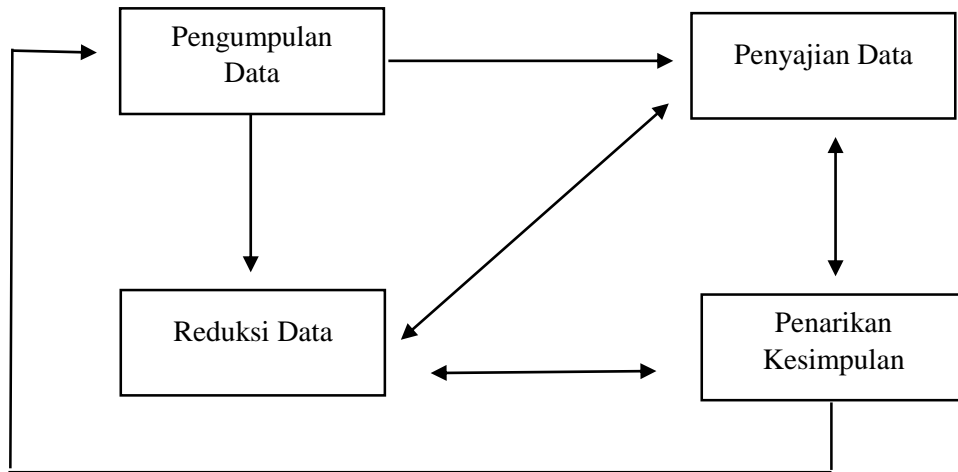 Pengumpulan
Data
Penyajian Data
Reduksi Data
Penarikan
Kesimpulan